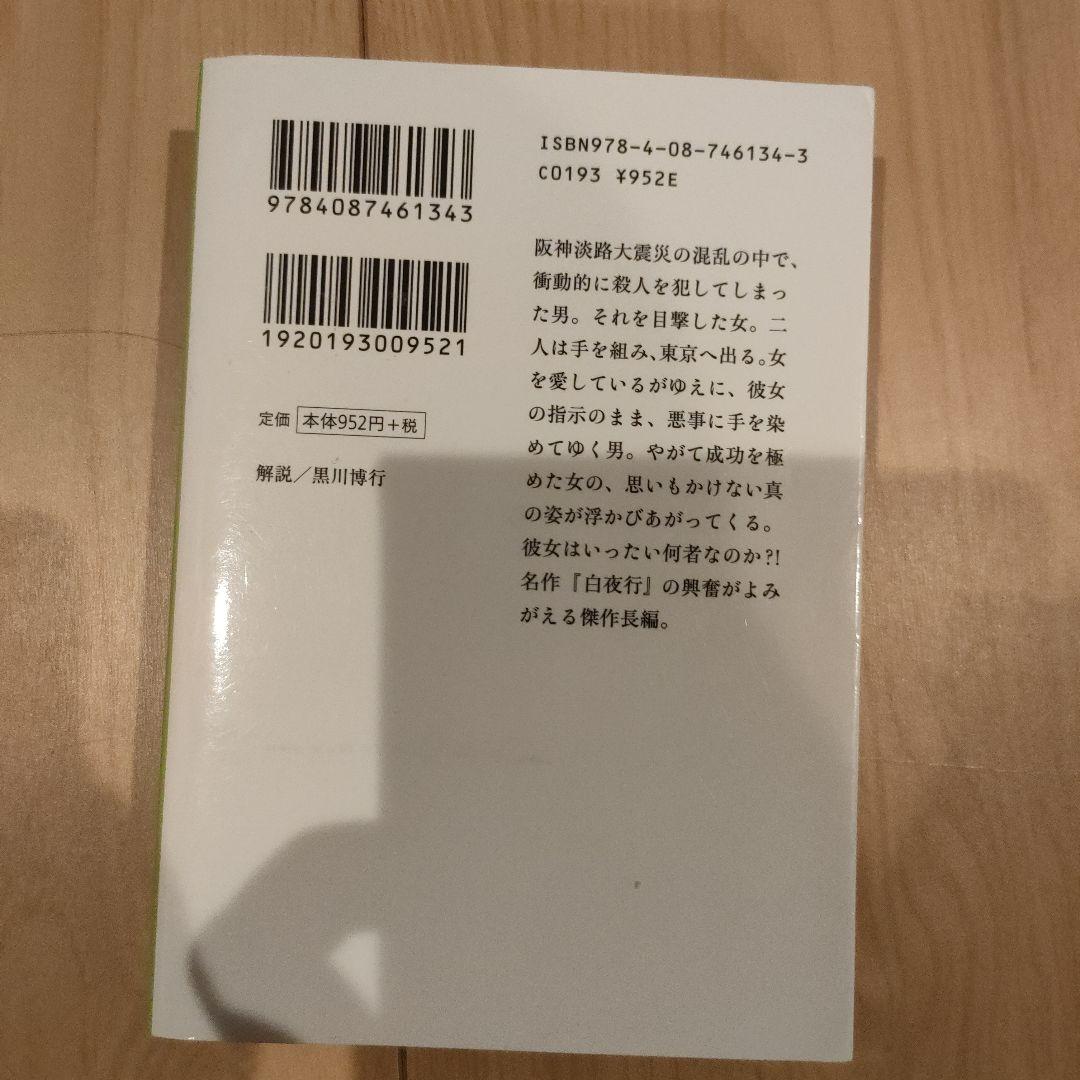 9784087461343
1920193009521
定価 本体952円+税
解説/黒川博行
ISBN978-4-08-746134-3
C0193 ¥952E
阪神淡路大震災の混乱の中で、
衝動的に殺人を犯してしまっ
た男。それを目撃した女。二
人は手を組み、東京へ出る。女
を愛しているがゆえに、彼女
の指示のまま、悪事に手を染
めてゆく男。やがて成功を極
めた女の、思いもかけない真
の姿が浮かびあがってくる。
彼女はいったい何者なのか?!
名作『白夜行』の興奮がよみ
がえる傑作長編。